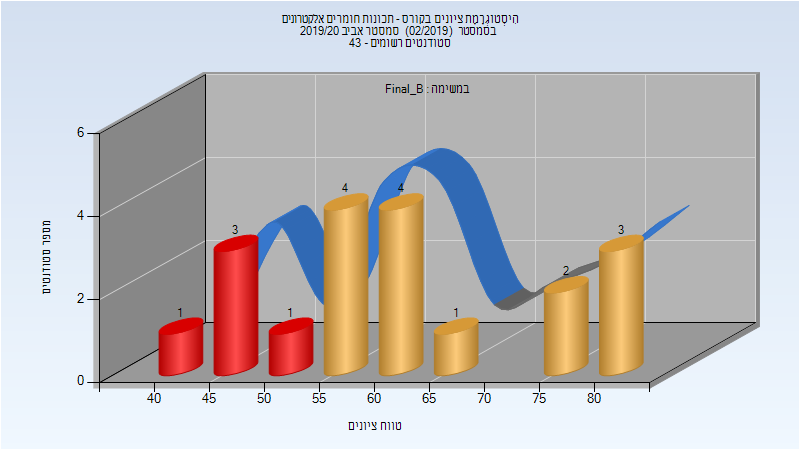 היסטוגרמת ציונים בקורס - תכונות חומרים אלקטרונים
בסמסטר (02/2019) סמסטר אביב 2019/20
סטודנטים רשומים - 43
במשימה : Final_B
מספר סטודנטים
6
4
2
0
1
3
1
4
4
1
2
3
40 45 50 55 60 65 70 75 80
טווח ציונים